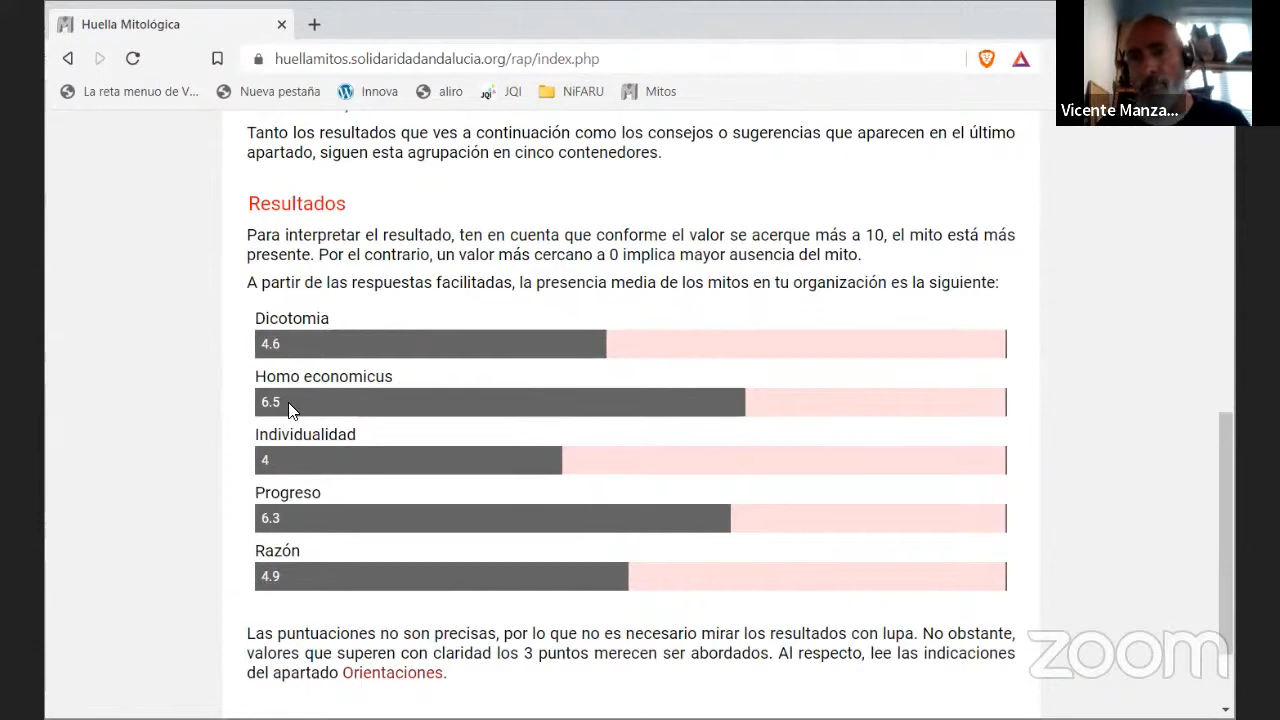 Huella Mitológica
huellamitos.solidaridadandalucia.org/rap/index.php
La reta menuo de V...
Nueva pestaña
Innova
aliro
JQI
JQI
NiFARU
Mitos
Vicente Manza...
Tanto los resultados que ves a continuación como los consejos o sugerencias que aparecen en el último
apartado, siguen esta agrupación en cinco contenedores.
Resultados
Para interpretar el resultado, ten en cuenta que conforme el valor se acerque más a 10, el mito está más
presente. Por el contrario, un valor más cercano a 0 implica mayor ausencia del mito.
A partir de las respuestas facilitadas, la presencia media de los mitos en tu organización es la siguiente:
Dicotomia
4.6
Homo economicus
6.5
Individualidad
4
Progreso
6.3
Razón
4.9
Las puntuaciones no son precisas, por lo que no es necesario mirar los resultados con lupa. No obstante,
valores que superen con claridad los 3 puntos merecen ser abordados. Al respecto, lee las indicaciones
del apartado Orientaciones.
zoom